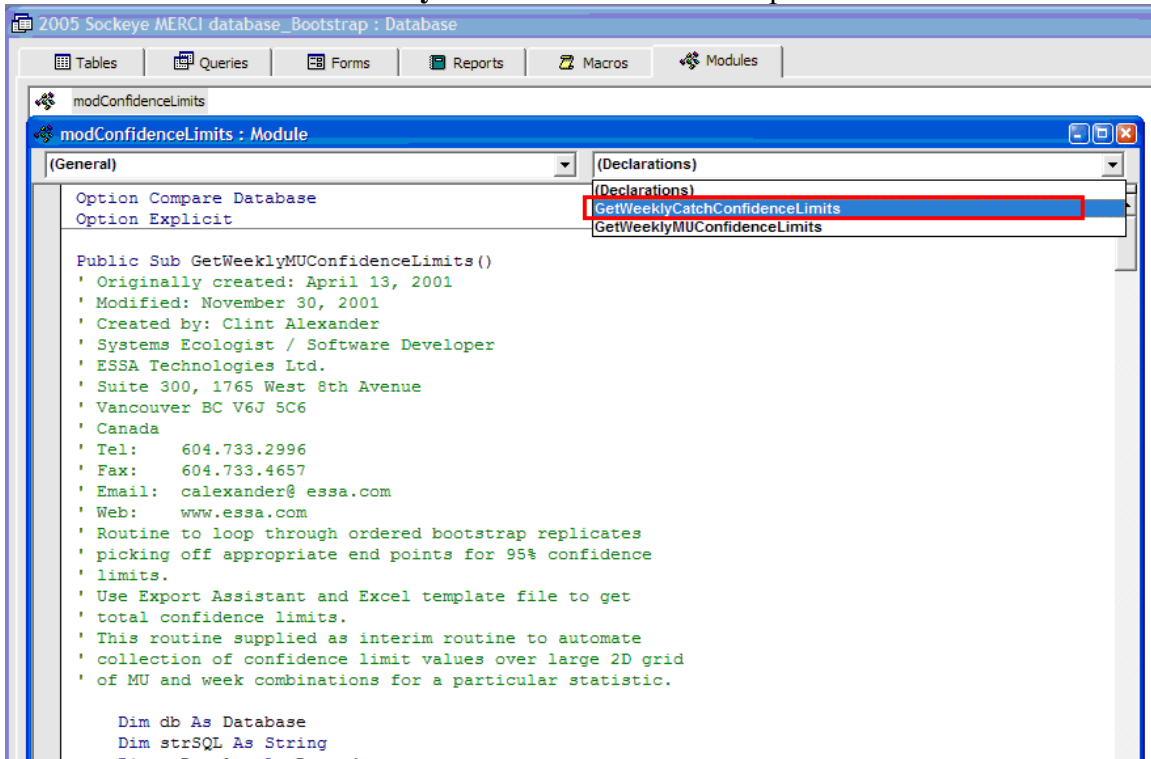 2005 Sockeye MERCI database_Bootstrap : Database
Tables Queries Forms Reports Macros Modules
modConfidenceLimits
modConfidenceLimits : Module
(General) (Declarations)
(Declarations)
GetWeeklyCatchConfidenceLimits
GetWeeklyMUConfidenceLimits
Option Compare Database
Option Explicit
Public Sub GetWeeklyMUConfidenceLimits()
' Originally created: April 13, 2001
' Modified: November 30, 2001
' Created by: Clint Alexander
' Systems Ecologist / Software Developer
' ESSA Technologies Ltd.
' Suite 300, 1765 West 8th Avenue
' Vancouver BC V6J 5C6
' Canada
' Tel: 604.733.2996
' Fax: 604.733.4657
' Email: calexander@ essa.com
' Web: www.essa.com
' Routine to loop through ordered bootstrap replicates
' picking off appropriate end points for 95% confidence
' limits.
' Use Export Assistant and Excel template file to get
' total confidence limits.
' This routine supplied as interim routine to automate
' collection of confidence limit values over large 2D grid
' of MU and week combinations for a particular statistic.
Dim db As Database
Dim strSQL As String